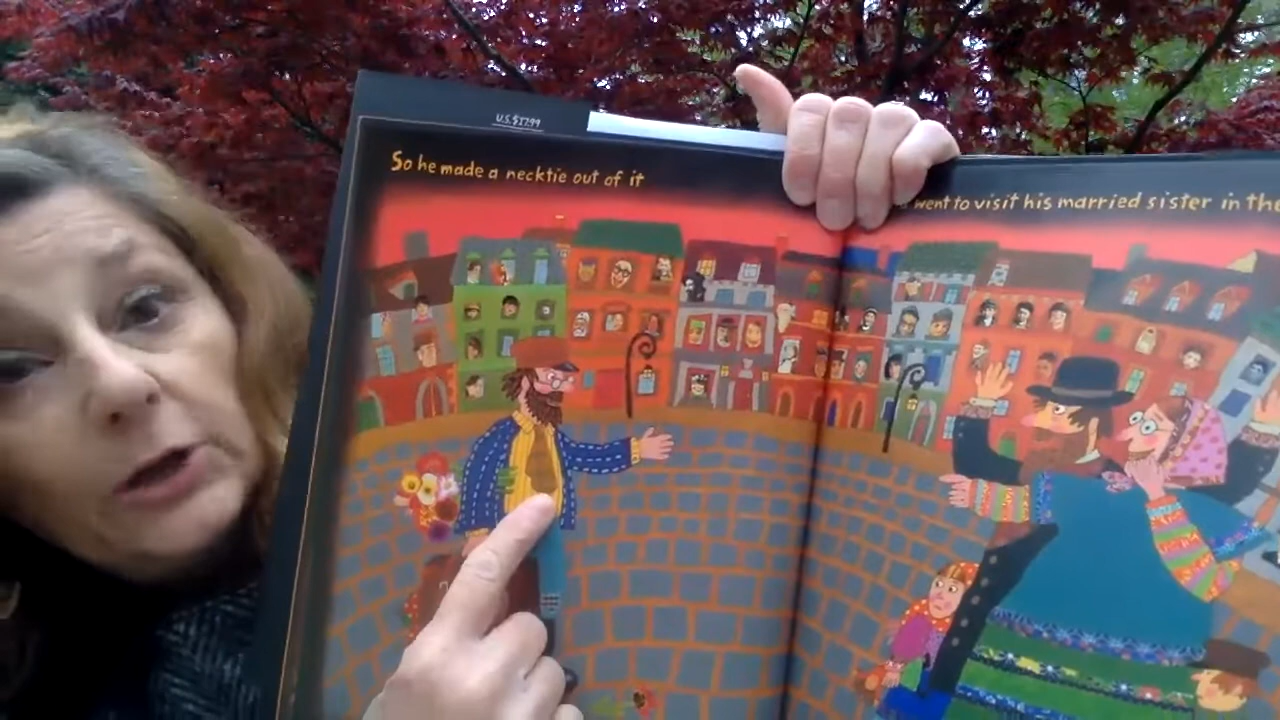 U.S.$17.99
So he made a necktie out of it
went to visit his married sister in the